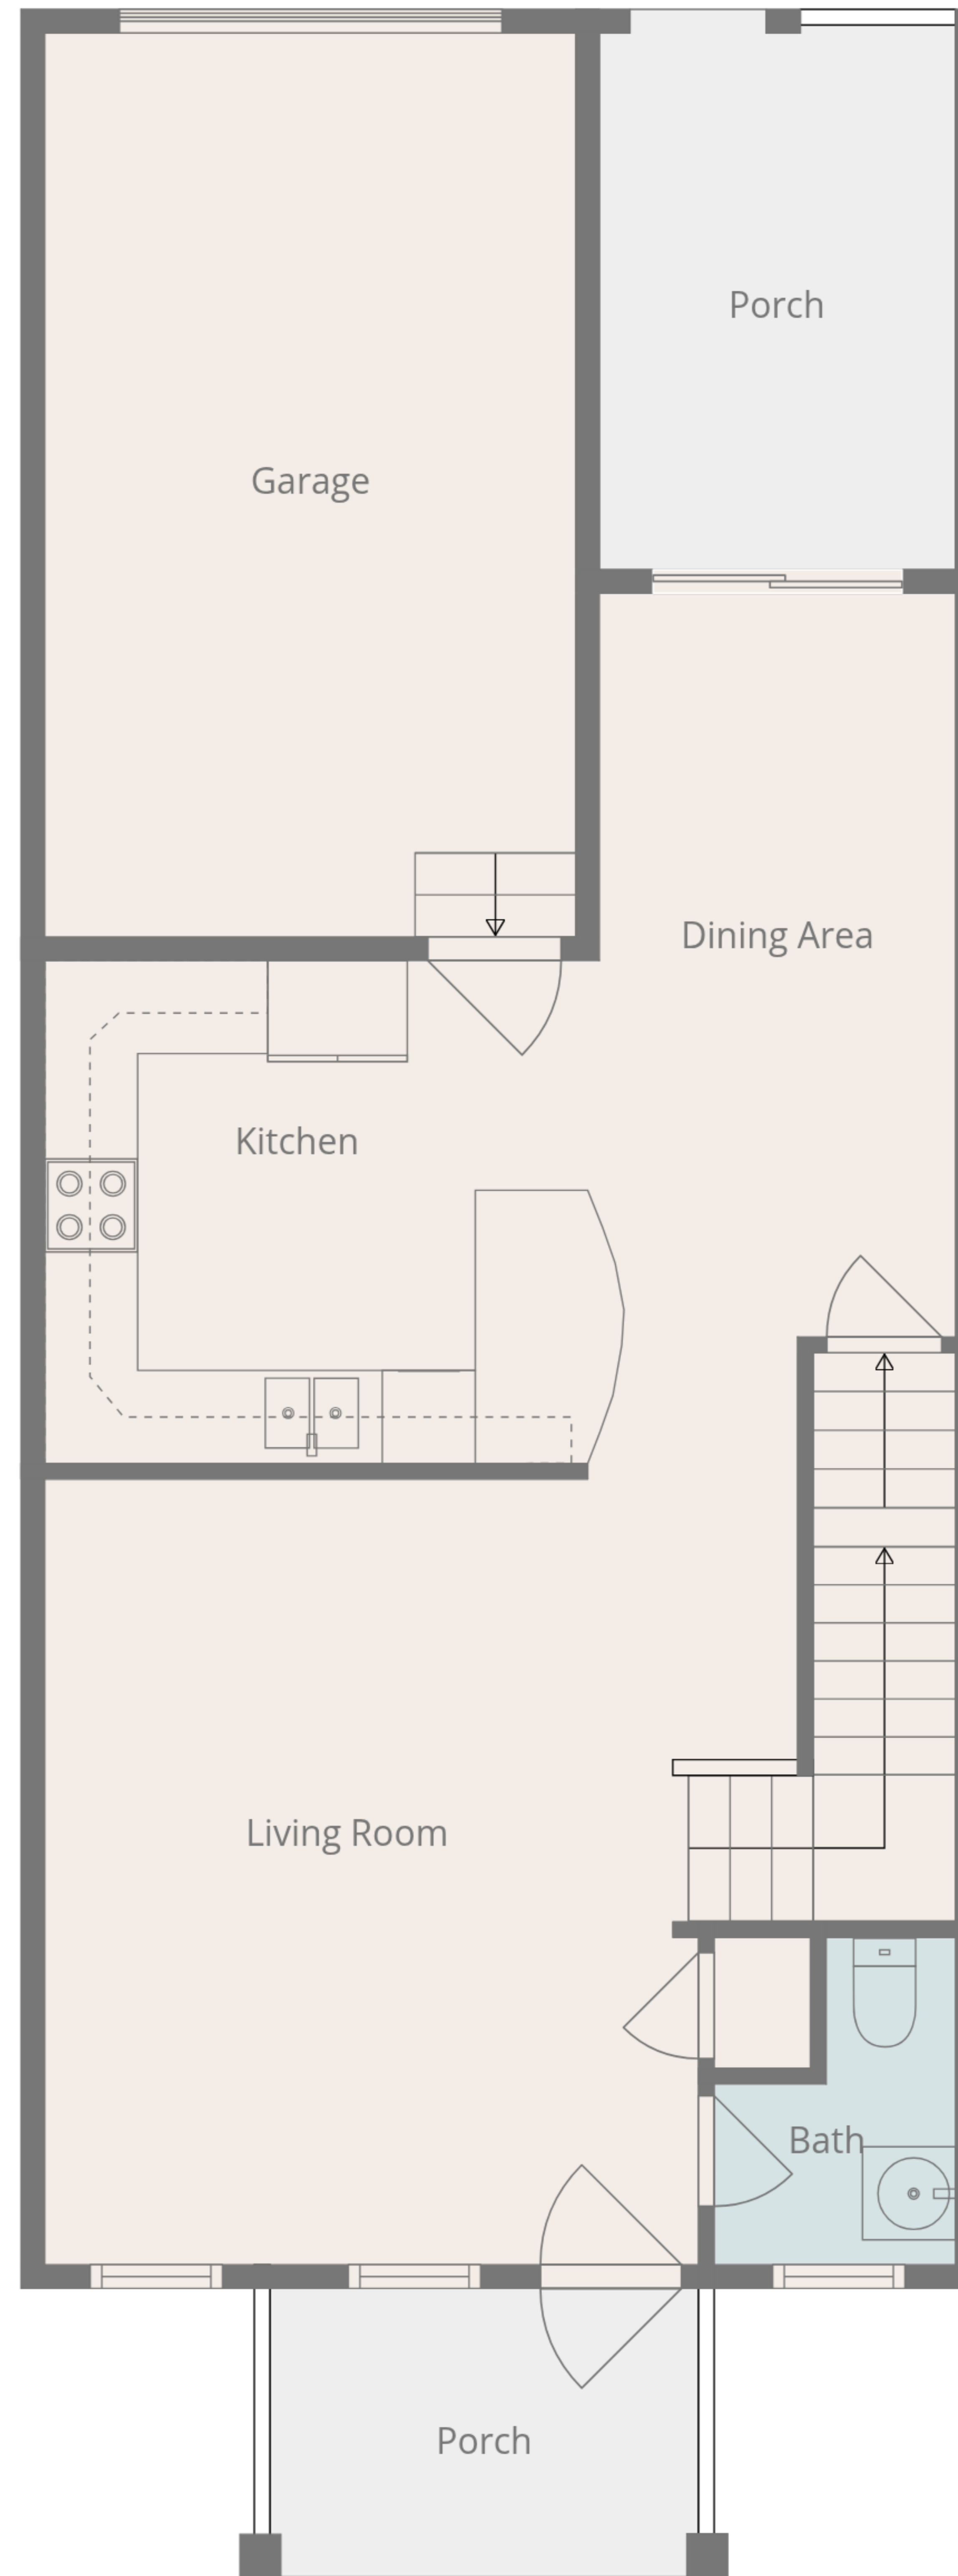 Porch
Garage
Dining Area
Kitchen
Living Room
Bath
Porch